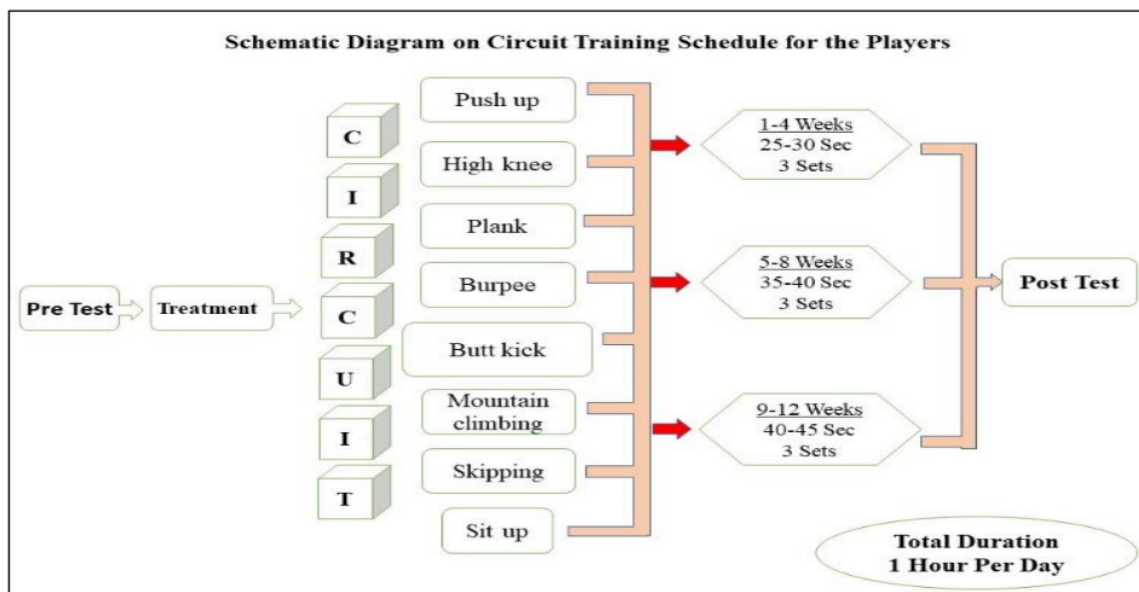 Schematic Diagram on Circuit Training Schedule for the Players
Pre Test
Treatment
C
I
R
C
U
I
T
Push up
High knee
Plank
Burpee
Butt kick
Mountain
climbing
Skipping
Sit up
1-4 Weeks
25-30 Sec
3 Sets
5-8 Weeks
35-40 Sec
3 Sets
9-12 Weeks
40-45 Sec
3 Sets
Post Test
Total Duration
1 Hour Per Day